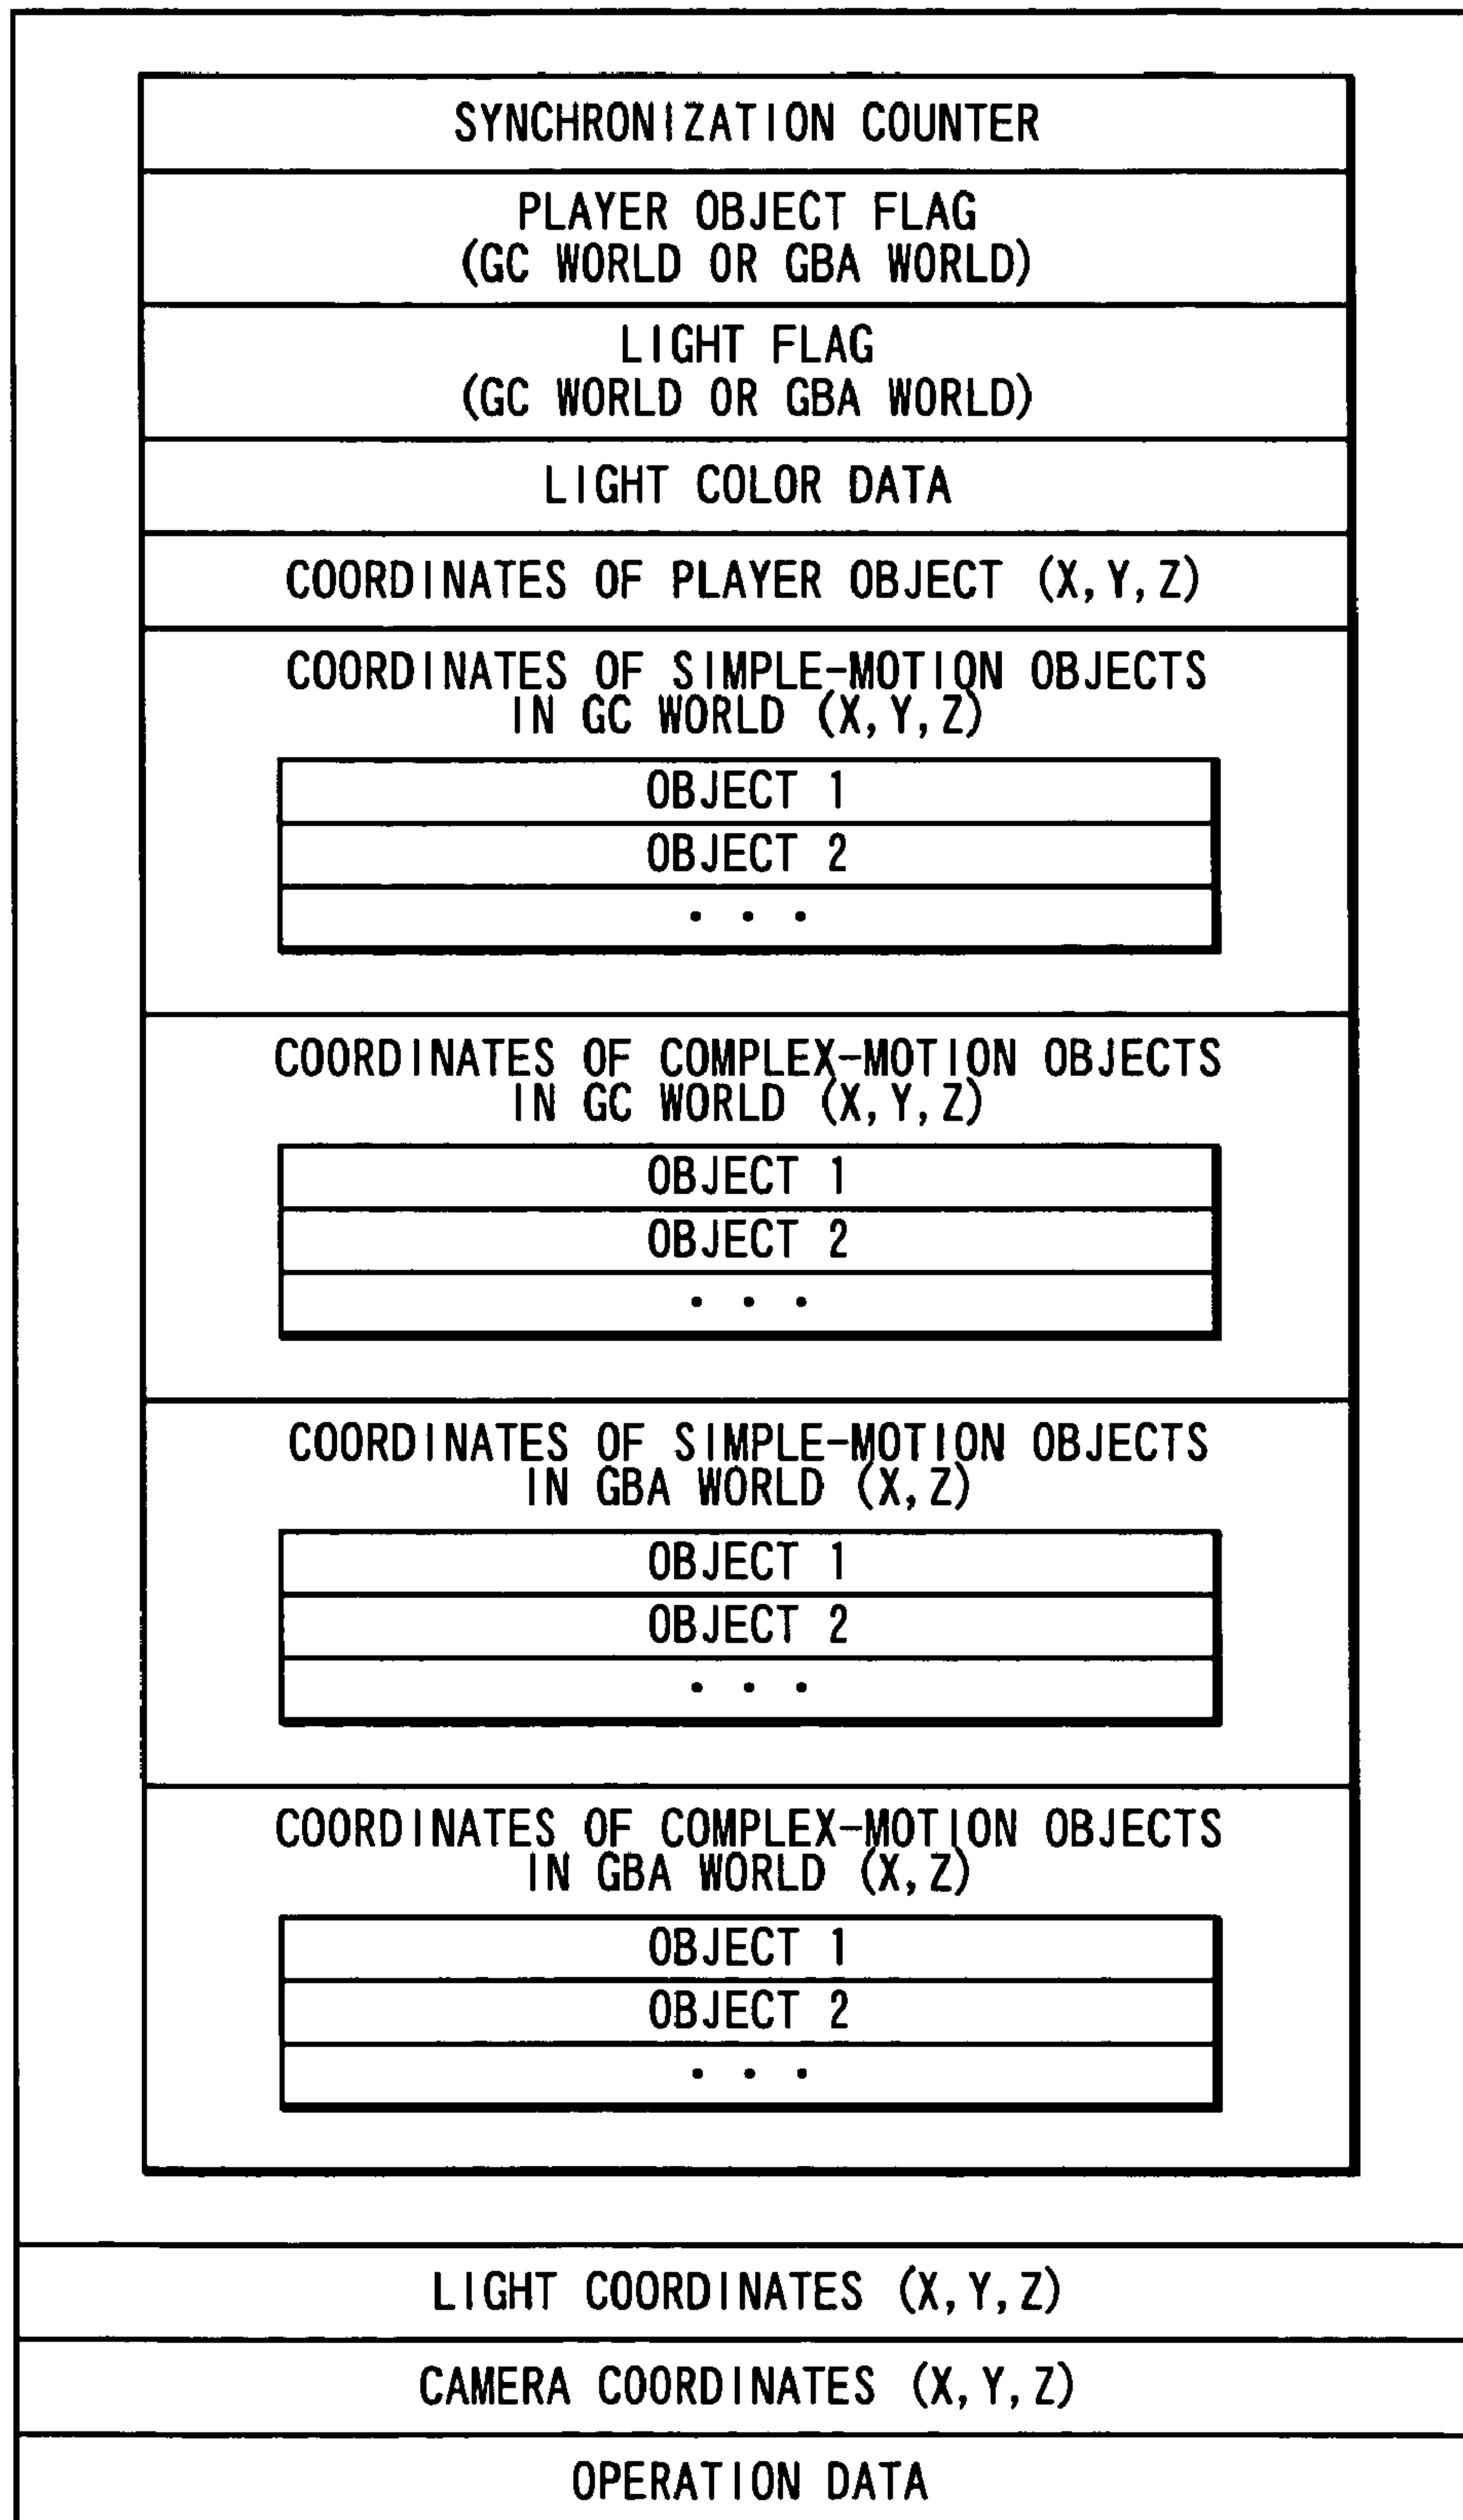 SYNCHRONIZATION COUNTER
PLAYER OBJECT FLAG
(GC WORLD OR GBA WORLD)
LIGHT FLAG
(GC WORLD OR GBA WORLD)
LIGHT COLOR DATA
COORDINATES OF PLAYER OBJECT (X, Y, Z)
COORDINATES OF SIMPLE-MOTION OBJECTS
IN GC WORLD (X, Y, Z)
OBJECT 1
OBJECT 2
. . .
COORDINATES OF COMPLEX-MOTION OBJECTS
IN GC WORLD (X, Y, Z)
OBJECT 1
OBJECT 2
. . .
COORDINATES OF SIMPLE-MOTION OBJECTS
IN GBA WORLD (X, Z)
OBJECT 1
OBJECT 2
. . .
COORDINATES OF COMPLEX-MOTION OBJECTS
IN GBA WORLD (X, Z)
OBJECT 1
OBJECT 2
. . .
LIGHT COORDINATES (X, Y, Z)
CAMERA COORDINATES (X, Y, Z)
OPERATION DATA